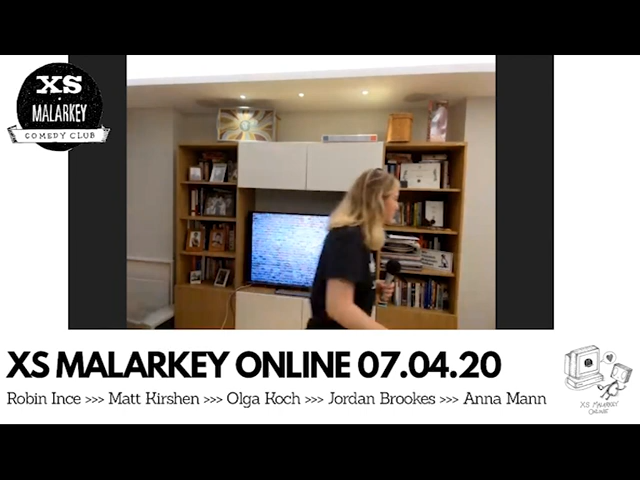 XS
MALARKEY
COMEDY CLUB
XS MALARKEY ONLINE 07.04.20
Robin Ince >>> Matt Kirshen >>> Olga Koch >>> Jordan Brookes >>> Anna Mann
XS MALARKEY
ONLINE